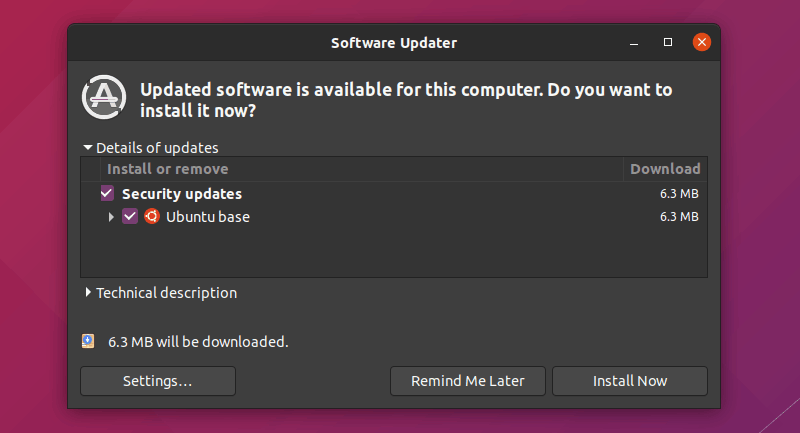 Software Updater
Updated software is available for this computer. Do you want to
install it now?
Details of updates
Install or remove Download
Security updates 6.3 MB
Ubuntu base 6.3 MB
Technical description
6.3 MB will be downloaded.
Settings… Remind Me Later Install Now